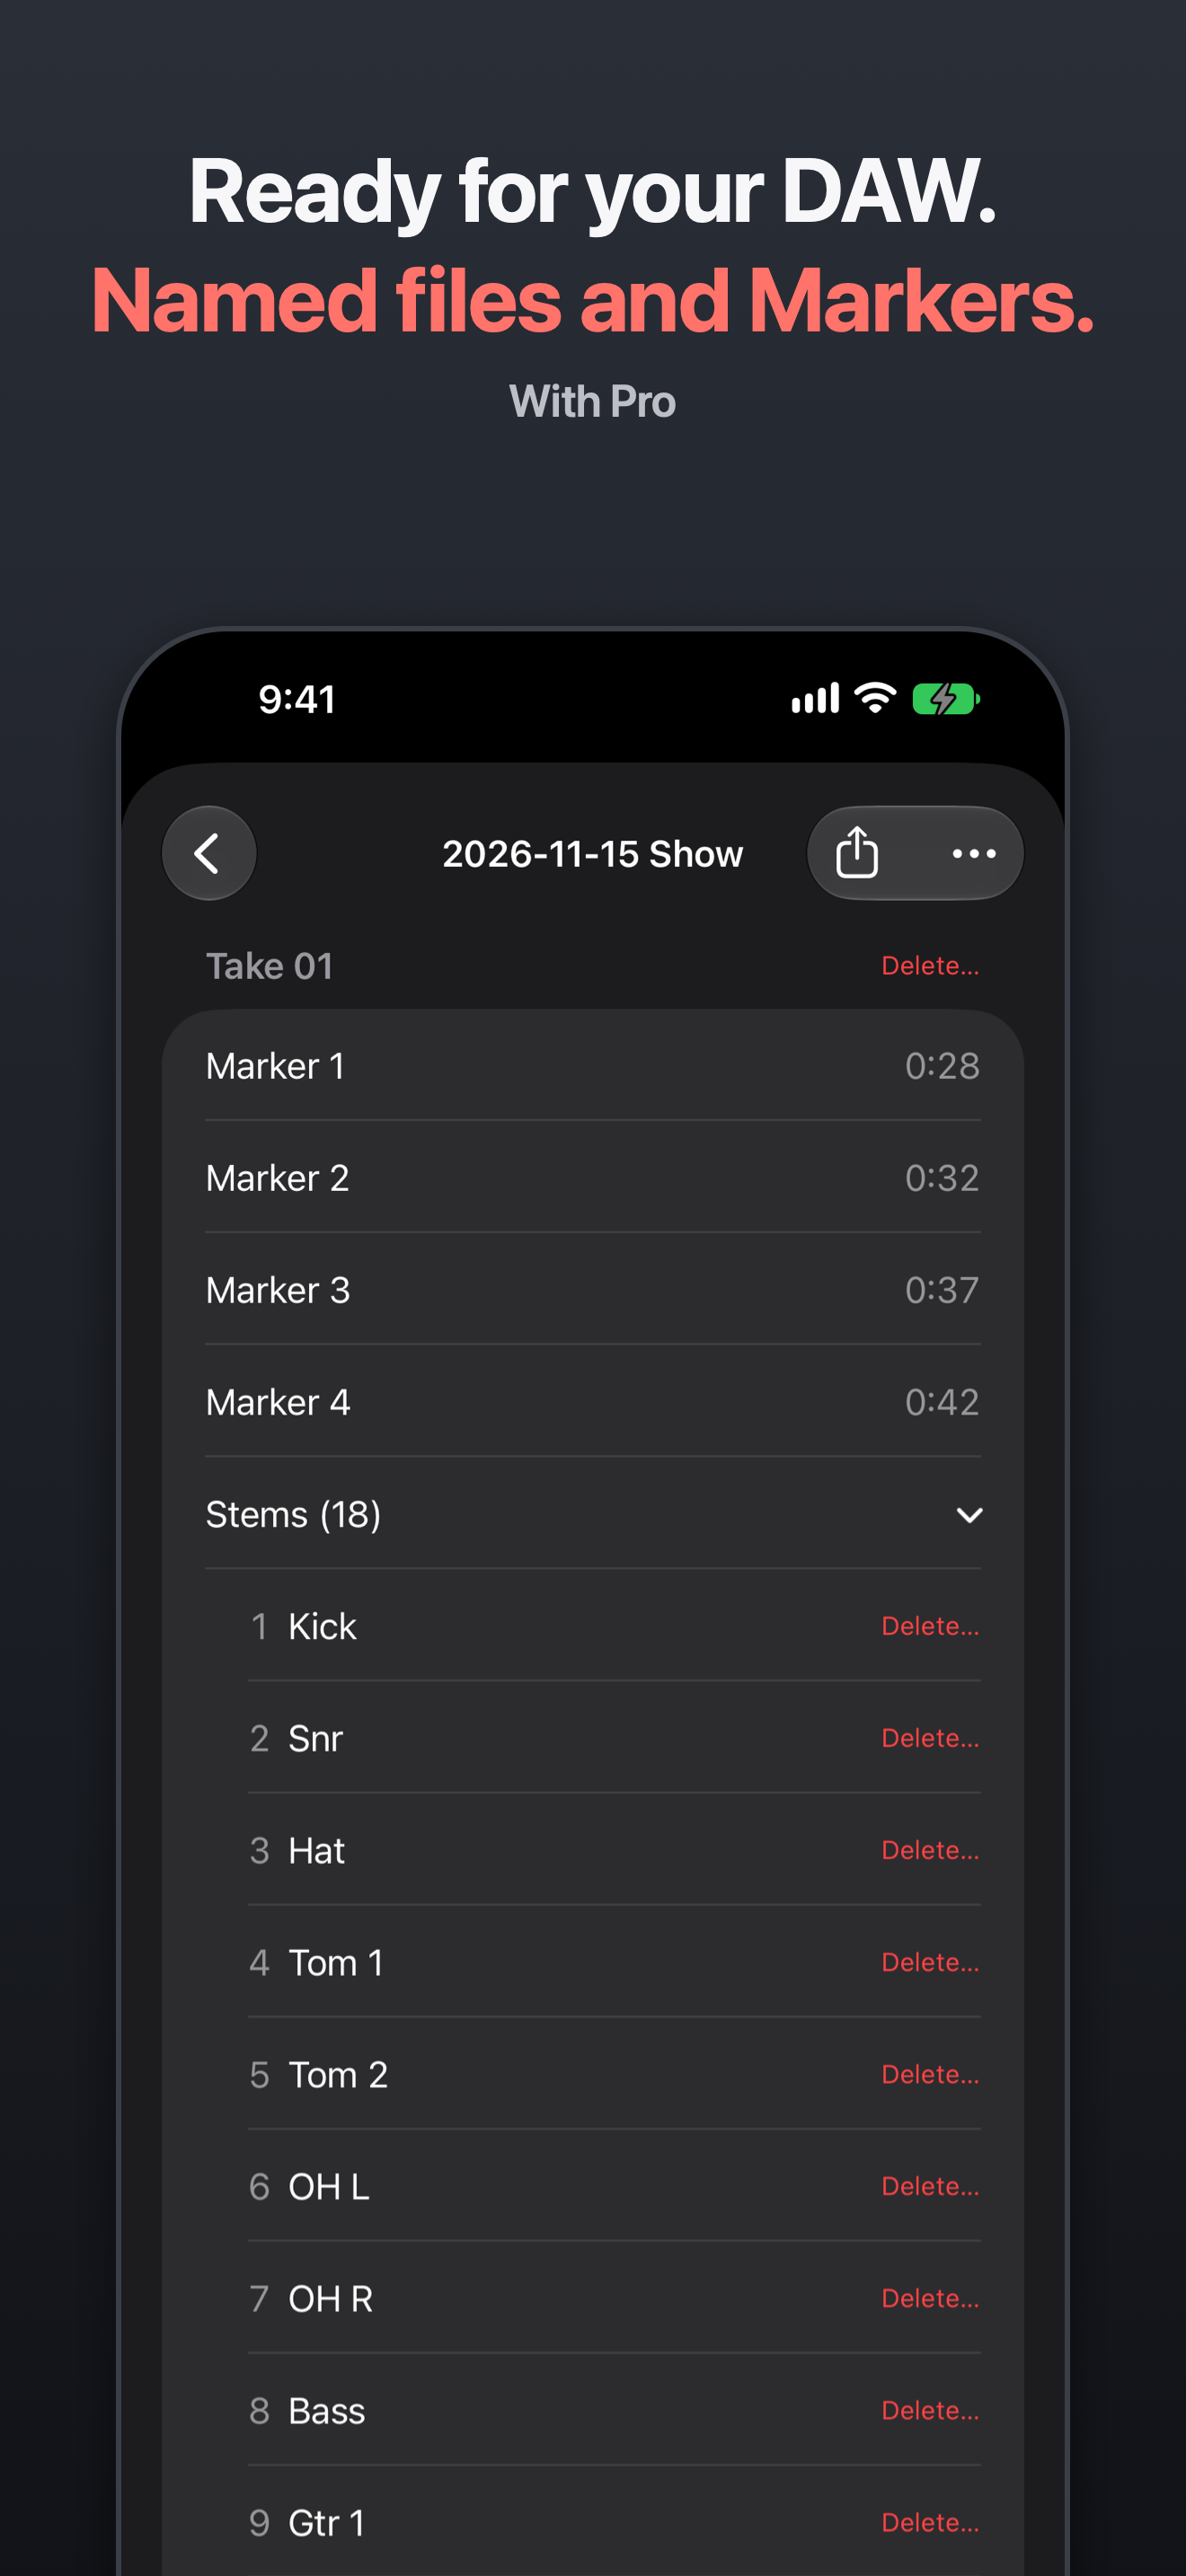 Ready for your DAW.
Named files and Markers.
With Pro
9:41
2026-11-15 Show
Take 01 Delete...
Marker 1 0:28
Marker 2 0:32
Marker 3 0:37
Marker 4 0:42
Stems (18)
1 Kick Delete...
2 Snr Delete...
3 Hat Delete...
4 Tom 1 Delete...
5 Tom 2 Delete...
6 OH L Delete...
7 OH R Delete...
8 Bass Delete...
9 Gtr 1 Delete...